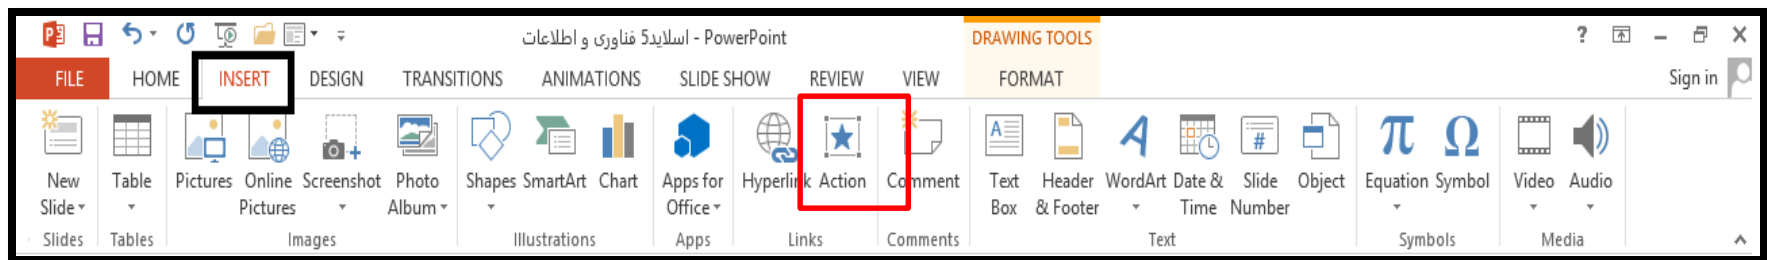 اسلاید5 فناوری و اطلاعات - PowerPoint
DRAWING TOOLS
?
FILE HOME INSERT DESIGN TRANSITIONS ANIMATIONS SLIDE SHOW REVIEW VIEW FORMAT Sign in
New Slide
Table
Pictures
Online Pictures
Screenshot
Photo Album
Shapes
SmartArt
Chart
Apps for Office
Hyperlink
Action
Comment
Text Box
Header & Footer
WordArt
Date & Time
Slide Number
Object
Equation
Symbol
Video
Audio
Slides Tables Images Illustrations Apps Links Comments Text Symbols Media